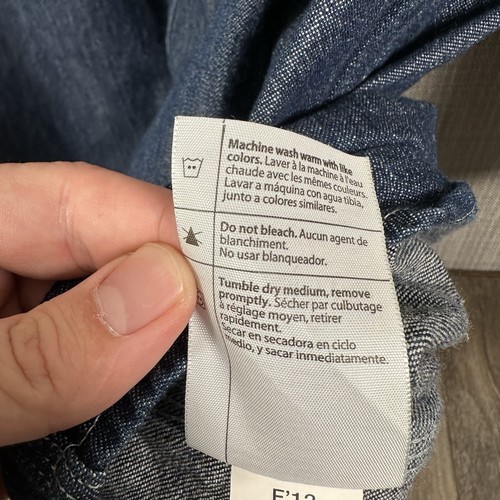 Machine wash warm with like
colors. Laver à la machine à l'eau
chaude avec les mêmes couleurs.
Lavar a máquina con agua tibia,
junto a colores similares.
Do not bleach. Aucun agent de
blanchiment.
No usar blanqueador.
Tumble dry medium, remove
promptly. Sécher par culbutage
à réglage moyen, retirer
rapidement.
Secar en secadora en ciclo
medio, y sacar inmediatamente.
F'13